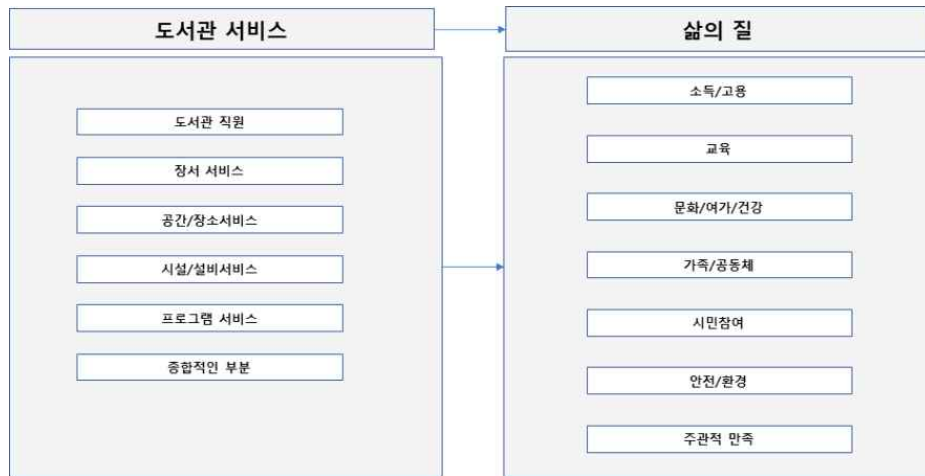 도서관 서비스
삶의 질
도서관 직원
장서 서비스
공간/장소서비스
시설/설비서비스
프로그램 서비스
종합적인 부분
소득/고용
교육
문화/여가/건강
가족/공동체
시민참여
안전/환경
주관적 만족